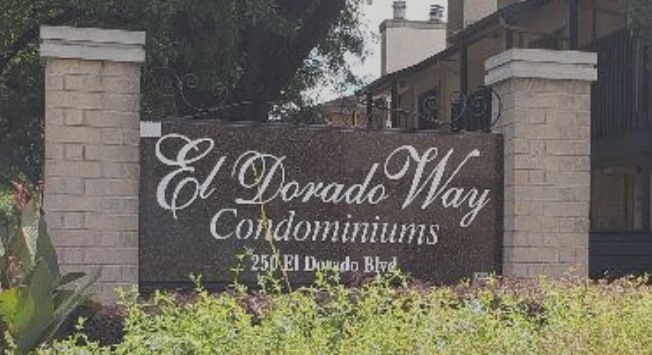 El Dorado Way
Condominiums
250 El Dorado Blvd